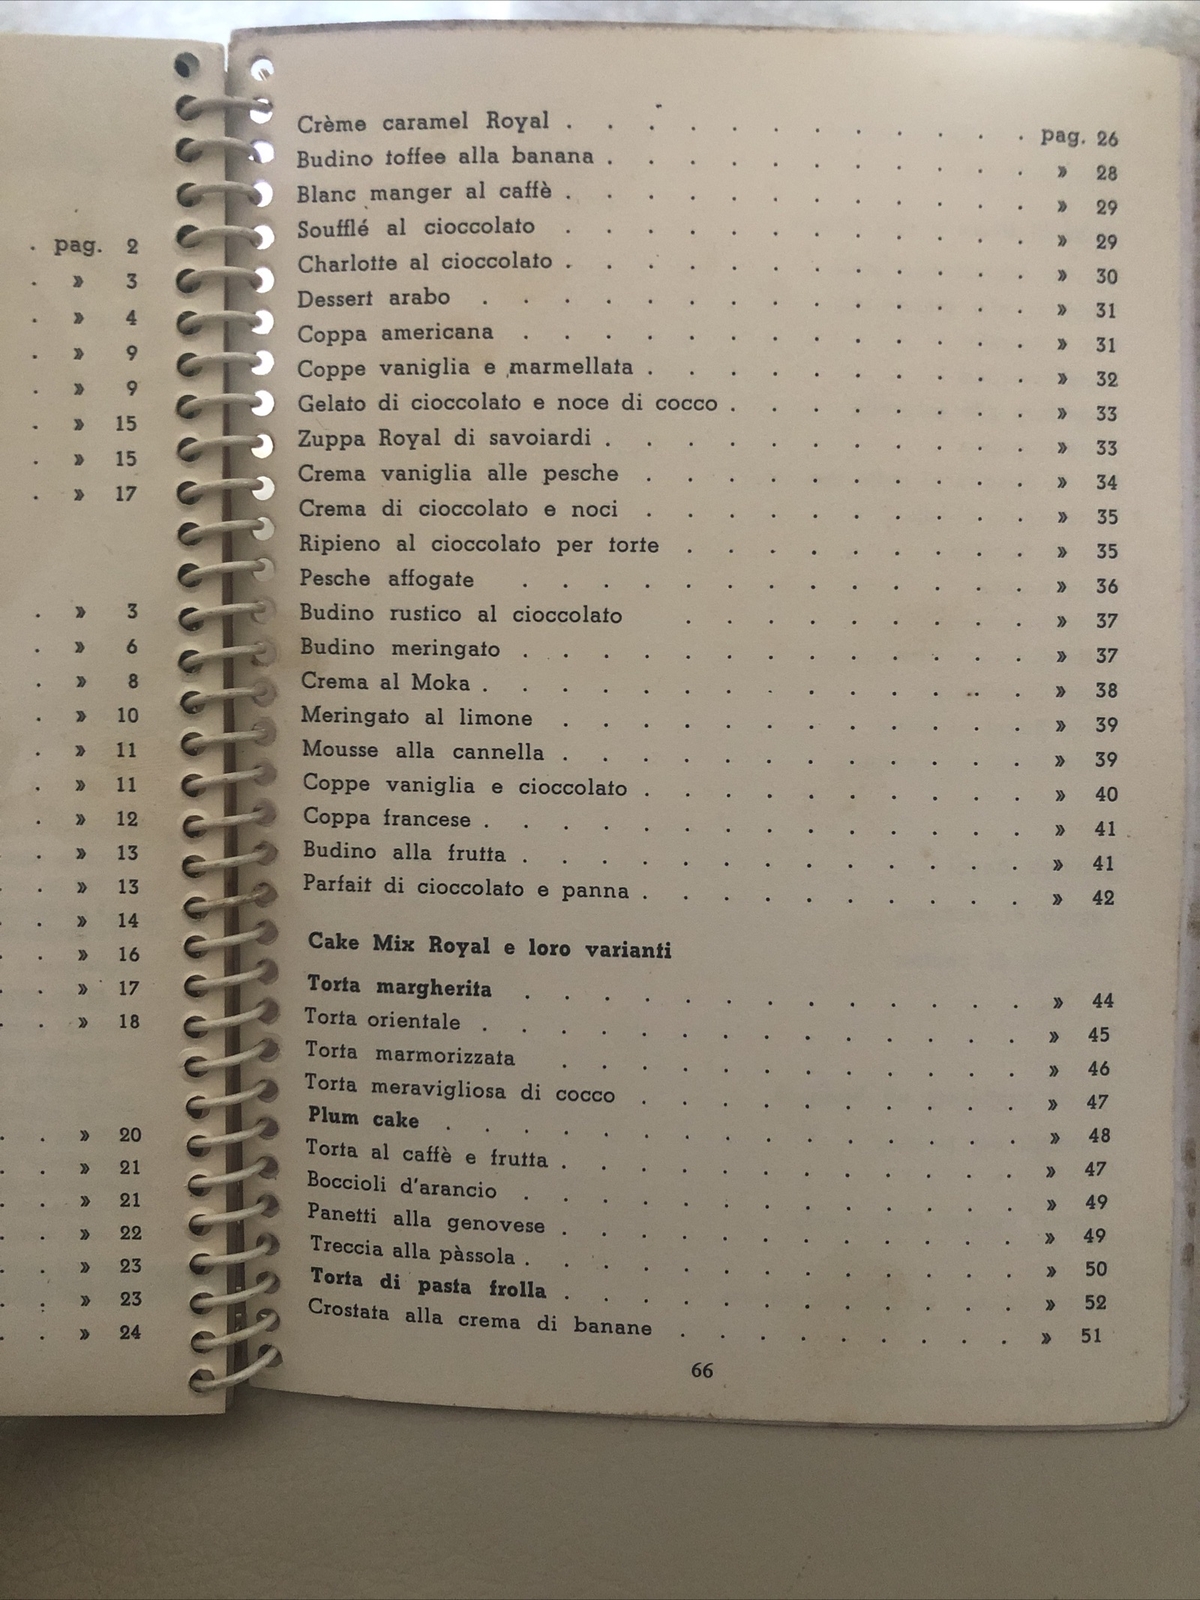 . pag. 2
. » 3
. » 4
. » 9
. » 9
. » 15
. » 15
. » 17
. » 3
. » 6
. » 8
. » 10
. » 11
. » 11
. » 12
. . » 13
. . » 13
. . » 14
. . » 16
. . » 17
. . » 18
. . » 20
. . » 21
. . » 21
. . » 22
. . » 23
. . » 23
. . » 24
Crème caramel Royal . . . . . . . . . . . . pag. 26
Budino toffee alla banana . . . . . . . . . . . » 28
Blanc manger al caffè . . . . . . . . . . . . » 29
Soufflé al cioccolato . . . . . . . . . . . . » 29
Charlotte al cioccolato . . . . . . . . . . . . » 30
Dessert arabo . . . . . . . . . . . . . . » 31
Coppa americana . . . . . . . . . . . . . » 31
Coppe vaniglia e marmellata . . . . . . . . . . » 32
Gelato di cioccolato e noce di cocco . . . . . . . . » 33
Zuppa Royal di savoiardi . . . . . . . . . . . » 33
Crema vaniglia alle pesche . . . . . . . . . . » 34
Crema di cioccolato e noci . . . . . . . . . . » 35
Ripieno al cioccolato per torte . . . . . . . . . » 35
Pesche affogate . . . . . . . . . . . . . » 36
Budino rustico al cioccolato . . . . . . . . . » 37
Budino meringato . . . . . . . . . . . . . » 37
Crema al Moka . . . . . . . . . . . . . . » 38
Meringato al limone . . . . . . . . . . . . » 39
Mousse alla cannella . . . . . . . . . . . . » 39
Coppe vaniglia e cioccolato . . . . . . . . . . » 40
Coppa francese . . . . . . . . . . . . . . » 41
Budino alla frutta . . . . . . . . . . . . . » 41
Parfait di cioccolato e panna . . . . . . . . . . » 42
Cake Mix Royal e loro varianti
Torta margherita . . . . . . . . . . . . . » 44
Torta orientale . . . . . . . . . . . . . . » 45
Torta marmorizzata . . . . . . . . . . . . » 46
Torta meravigliosa di cocco . . . . . . . . . . » 47
Plum cake . . . . . . . . . . . . . . . » 48
Torta al caffè e frutta . . . . . . . . . . . . » 47
Boccioli d'arancio . . . . . . . . . . . . . » 49
Panetti alla genovese . . . . . . . . . . . . » 49
Treccia alla pàssola . . . . . . . . . . . . . » 50
Torta di pasta frolla . . . . . . . . . . . . » 52
Crostata alla crema di banane . . . . . . . . . » 51
66